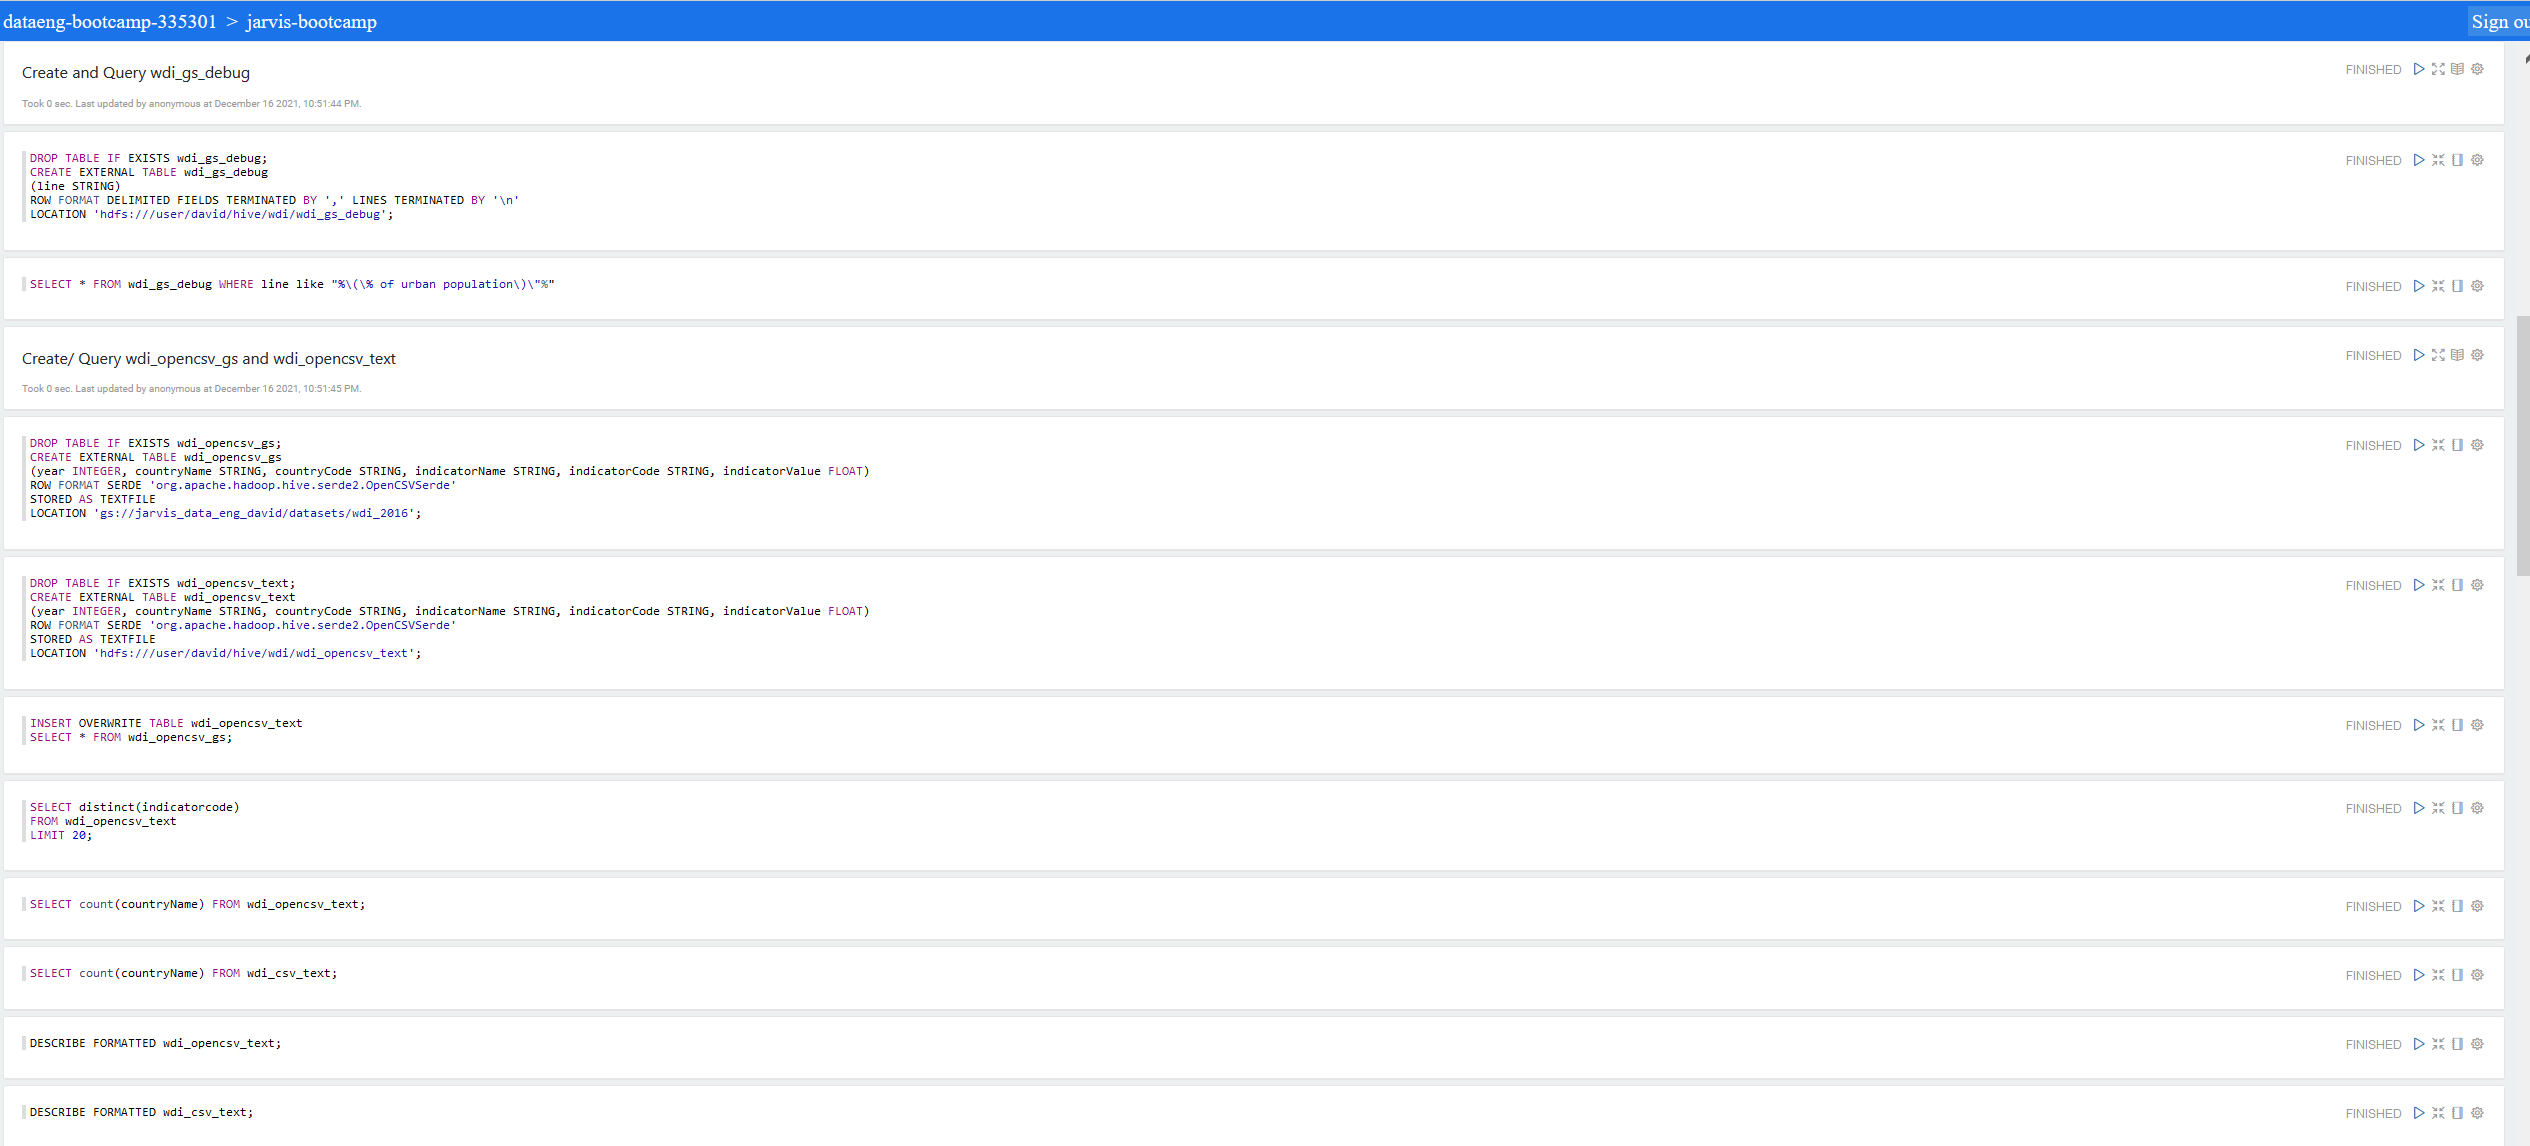 dataeng-bootcamp-335301 > jarvis-bootcamp
Sign ou
Create and Query wdi_gs_debug
FINISHED
Took 0 sec. Last updated by anonymous at December 16 2021, 10:51:44 PM.
DROP TABLE IF EXISTS wdi_gs_debug;
FINISHED
CREATE EXTERNAL TABLE wdi_gs_debug
(line STRING)
ROW FORMAT DELIMITED FIELDS TERMINATED BY ',' LINES TERMINATED BY '\n'
LOCATION 'hdfs:///user/david/hive/wdi/wdi_gs_debug';
SELECT * FROM wdi_gs_debug WHERE line like "%\(\% of urban population\)\"%"
FINISHED
Create/ Query wdi_opencsv_gs and wdi_opencsv_text
FINISHED
Took 0 sec. Last updated by anonymous at December 16 2021, 10:51:45 PM.
DROP TABLE IF EXISTS wdi_opencsv_gs;
FINISHED
CREATE EXTERNAL TABLE wdi_opencsv_gs
(year INTEGER, countryName STRING, countryCode STRING, indicatorName STRING, indicatorCode STRING, indicatorValue FLOAT)
ROW FORMAT SERDE 'org.apache.hadoop.hive.serde2.OpenCSVSerde'
STORED AS TEXTFILE
LOCATION 'gs://jarvis_data_eng_david/datasets/wdi_2016';
DROP TABLE IF EXISTS wdi_opencsv_text;
FINISHED
CREATE EXTERNAL TABLE wdi_opencsv_text
(year INTEGER, countryName STRING, countryCode STRING, indicatorName STRING, indicatorCode STRING, indicatorValue FLOAT)
ROW FORMAT SERDE 'org.apache.hadoop.hive.serde2.OpenCSVSerde'
STORED AS TEXTFILE
LOCATION 'hdfs:///user/david/hive/wdi/wdi_opencsv_text';
INSERT OVERWRITE TABLE wdi_opencsv_text
FINISHED
SELECT * FROM wdi_opencsv_gs;
SELECT distinct(indicatorcode)
FINISHED
FROM wdi_opencsv_text
LIMIT 20;
SELECT count(countryName) FROM wdi_opencsv_text;
FINISHED
SELECT count(countryName) FROM wdi_csv_text;
FINISHED
DESCRIBE FORMATTED wdi_opencsv_text;
FINISHED
DESCRIBE FORMATTED wdi_csv_text;
FINISHED